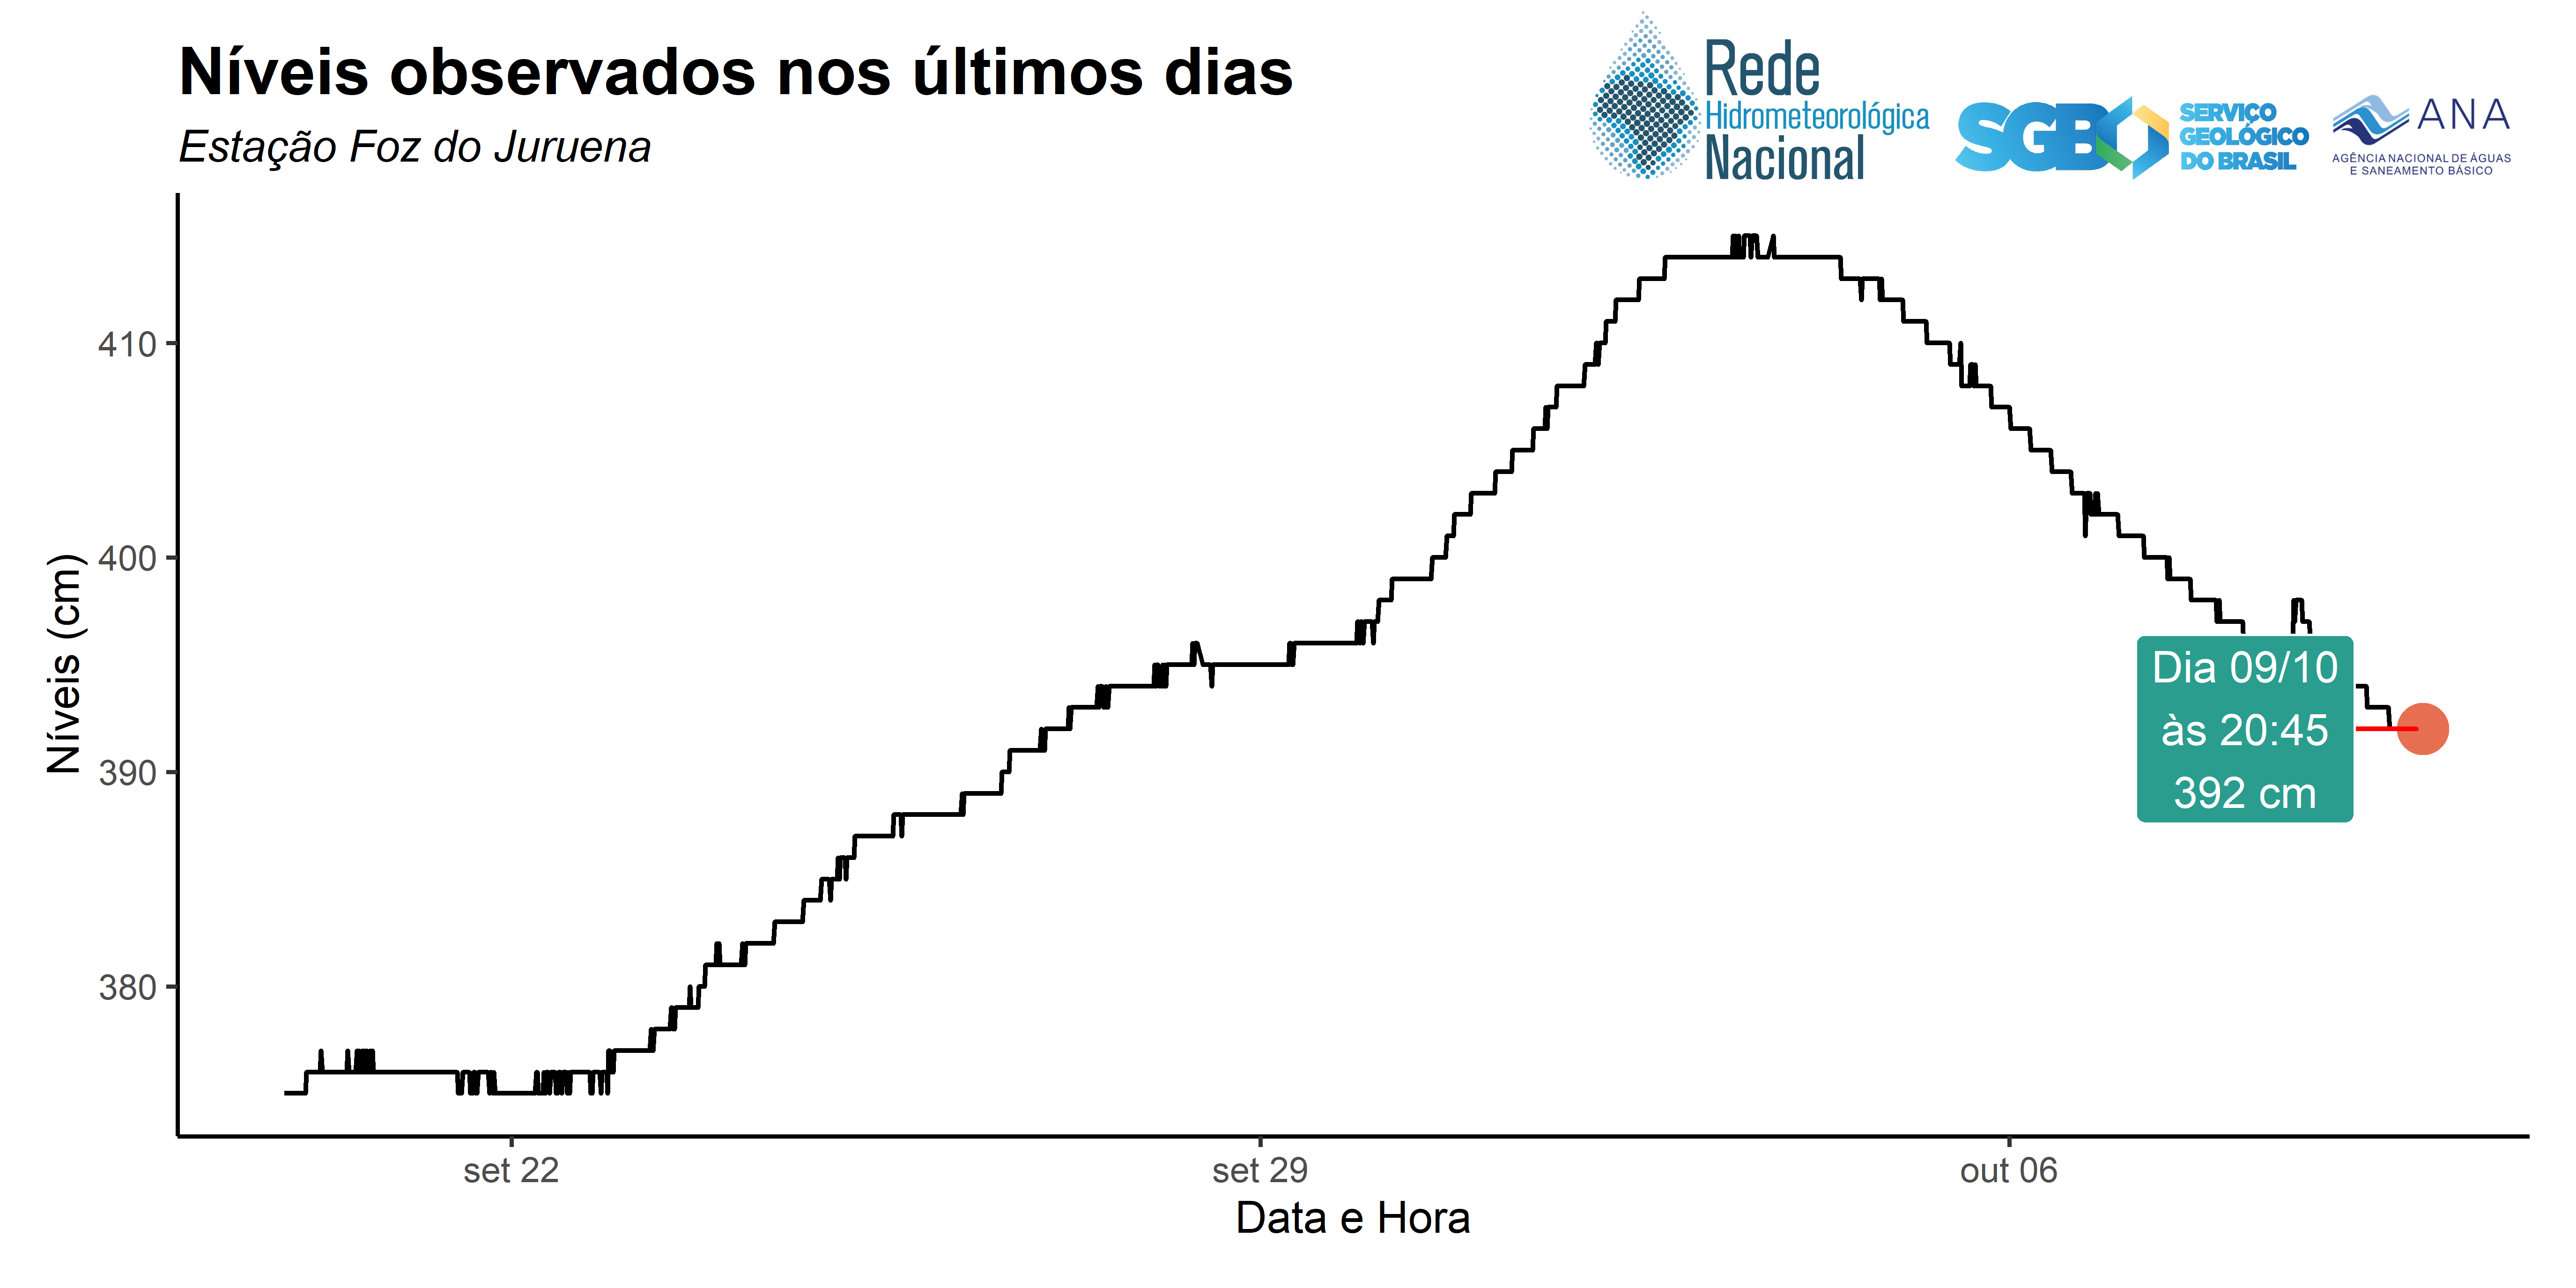 Níveis observados nos últimos dias
Estação Foz do Juruena
Rede
Hidrometeorológica
Nacional
SGB
SERVIÇO
GEOLÓGICO
DO BRASIL
ANA
AGÊNCIA NACIONAL DE ÁGUAS
E SANEAMENTO BÁSICO
Níveis (cm)
410
400
390
380
Dia 09/10
às 20:45
392 cm
set 22
set 29
out 06
Data e Hora